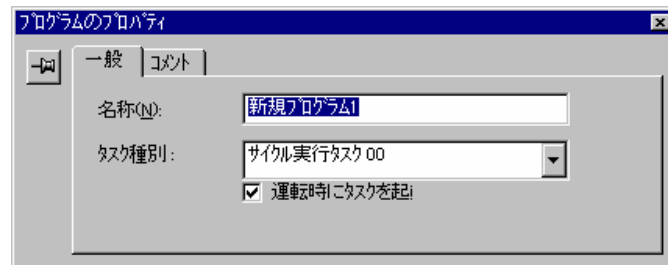 プログラムのプロパティ
一般 コメント
名称(N): 新規プログラム1
タスク種別: サイクル実行タスク 00
運転時にタスクを起